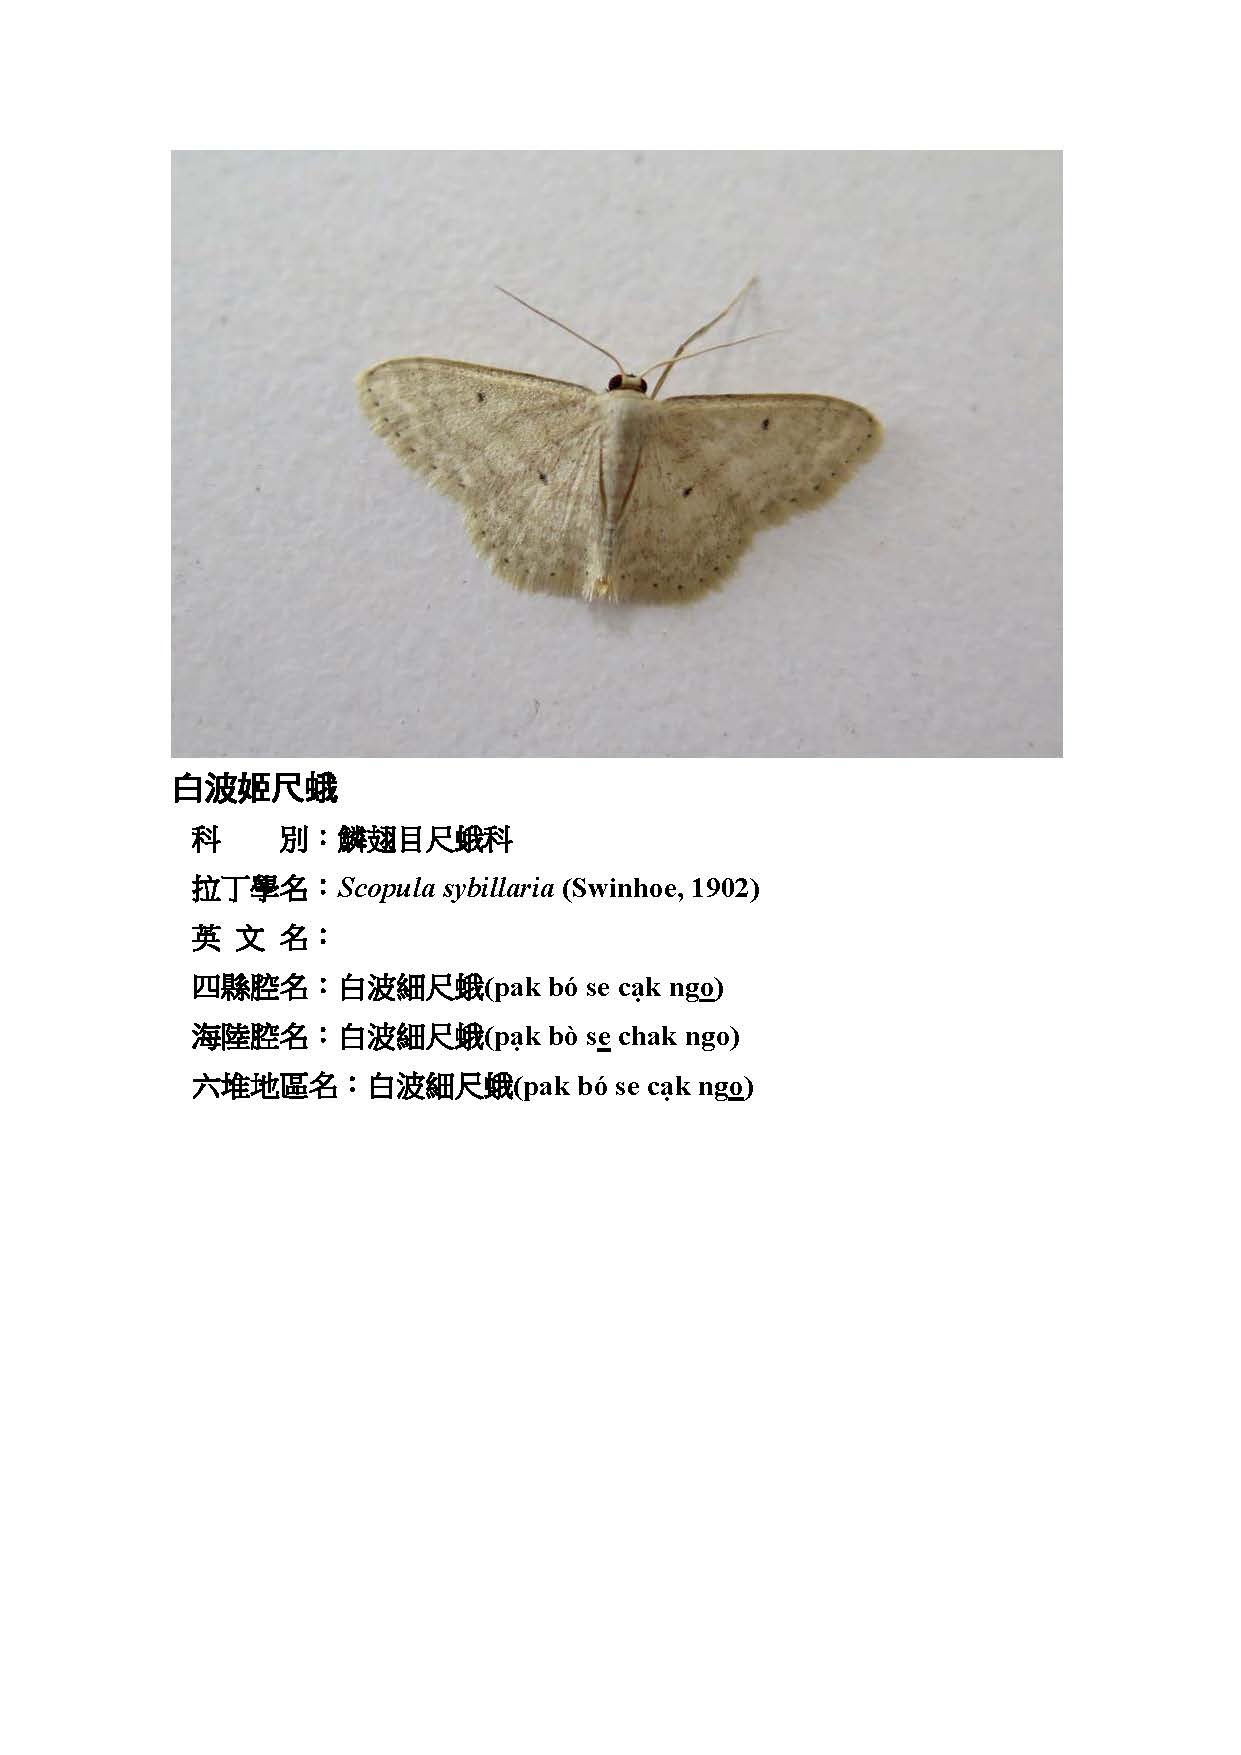 白波姬尺蛾
科　　別：鱗翅目尺蛾科
拉丁學名：Scopula sybillaria (Swinhoe, 1902)
英 文 名：
四縣腔名：白波細尺蛾(pak bó se cạk ngo̲)
海陸腔名：白波細尺蛾(pạk bò se̲ chak ngo)
六堆地區名：白波細尺蛾(pak bó se cạk ngo̲)